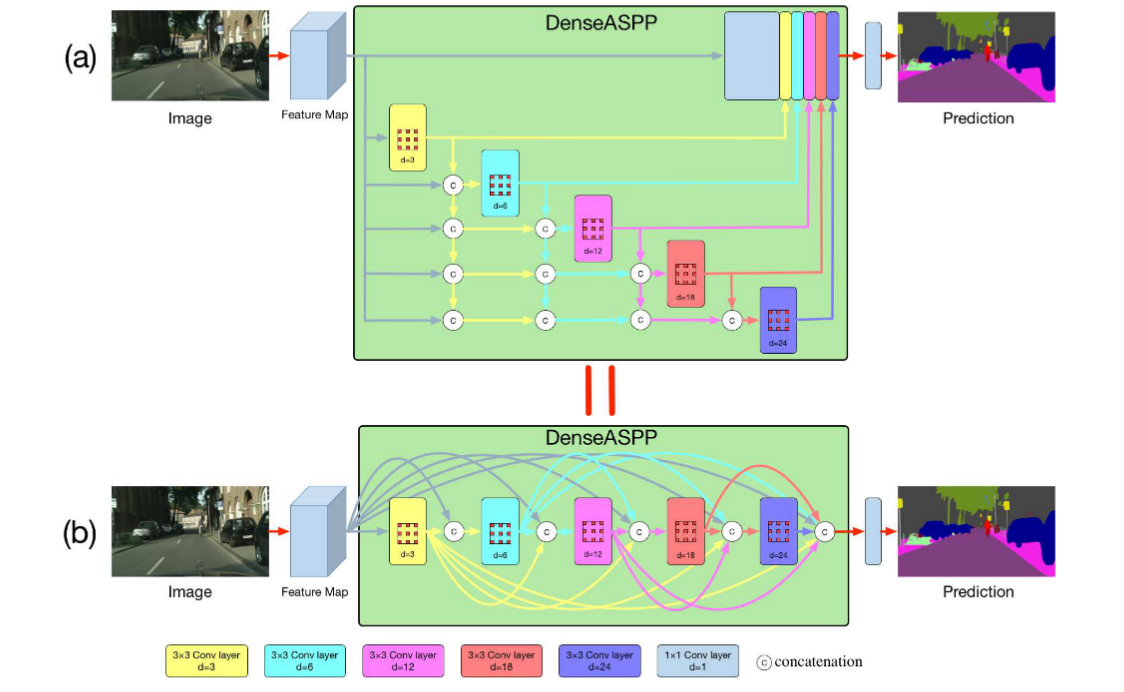 DenseASPP
(a)
Image
Feature Map
Prediction
d=3
C
d=6
C
C
d=12
C
C
C
d=18
C
C
C
C
d=24
DenseASPP
(b)
d=3
C
d=6
C
d=12
C
d=18
C
d=24
C
Image
Feature Map
Prediction
3×3 Conv layer
d=3
3×3 Conv layer
d=6
3×3 Conv layer
d=12
3×3 Conv layer
d=18
3×3 Conv layer
d=24
1×1 Conv layer
d=1
C concatenation